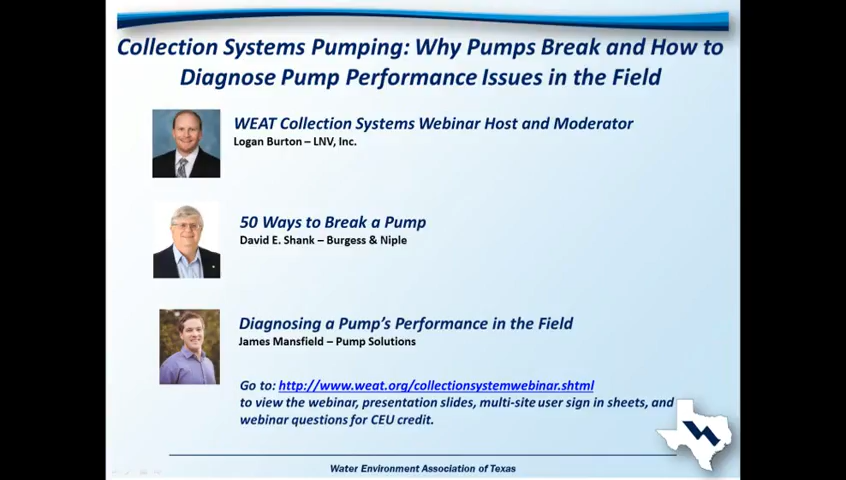 Collection Systems Pumping: Why Pumps Break and How to
Diagnose Pump Performance Issues in the Field
WEAT Collection Systems Webinar Host and Moderator
Logan Burton – LNV, Inc.
50 Ways to Break a Pump
David E. Shank – Burgess & Niple
Diagnosing a Pump's Performance in the Field
James Mansfield – Pump Solutions
Go to: http://www.weat.org/collectionsystemwebinar.shtml
to view the webinar, presentation slides, multi-site user sign in sheets, and
webinar questions for CEU credit.
Water Environment Association of Texas